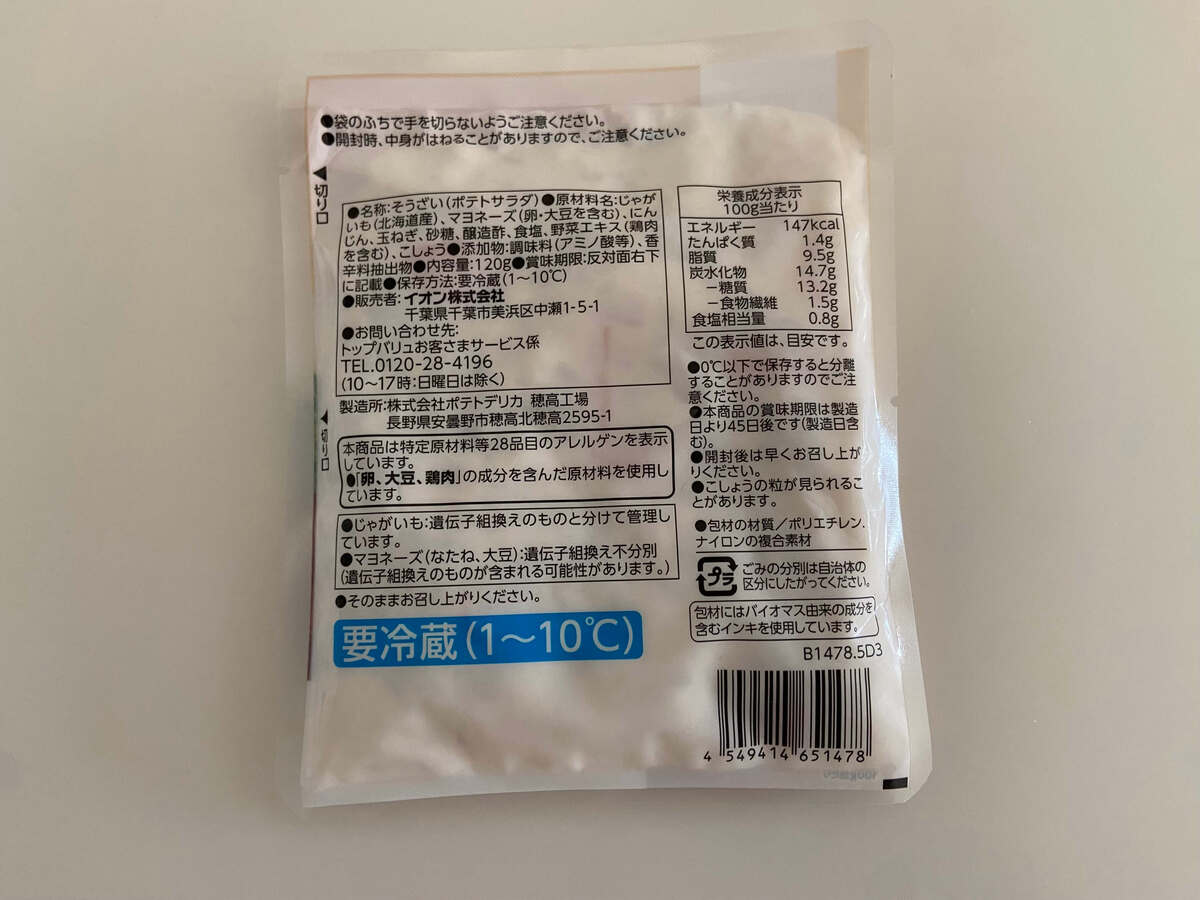 ●袋のふちで手を切らないようご注意ください。
●開封時、中身がはねることがありますので、ご注意ください。
◀切り口
●名称:そうざい(ポテトサラダ)●原材料名:じゃが
いも(北海道産)、マヨネーズ(卵・大豆を含む)、にん
じん、玉ねぎ、砂糖、醸造酢、食塩、野菜エキス(鶏肉
を含む)、こしょう●添加物:調味料(アミノ酸等)、香
辛料抽出物●内容量:120g●賞味期限:反対面右下
に記載●保存方法:要冷蔵(1〜10℃)
●販売者:イオン株式会社
千葉県千葉市美浜区中瀬1-5-1
●お問い合わせ先:
トップバリュお客さまサービス係
TEL.0120-28-4196
(10〜17時:日曜日は除く)
製造所:株式会社ポテトデリカ 穂高工場
長野県安曇野市穂高北穂高2595-1
◀切り口
本商品は特定原材料等28品目のアレルゲンを表示
しています。
●「卵、大豆、鶏肉」の成分を含んだ原材料を使用し
ています。
●じゃがいも:遺伝子組換えのものと分けて管理し
ています。
●マヨネーズ(なたね、大豆):遺伝子組換え不分別
(遺伝子組換えのものが含まれる可能性があります。)
●そのままお召し上がりください。
要冷蔵(1〜10℃)
栄養成分表示
100g当たり
エネルギー 147kcal
たんぱく質 1.4g
脂質 9.5g
炭水化物 14.7g
−糖質 13.2g
−食物繊維 1.5g
食塩相当量 0.8g
この表示値は、目安です。
●0℃以下で保存すると分離
することがありますのでご注
意ください。
●本商品の賞味期限は製造
日より45日後です(製造日含
む)。
●開封後は早くお召し上が
りください。
●こしょうの粒が見られるこ
とがあります。
●包材の材質/ポリエチレン、
ナイロンの複合素材
プラ
ごみの分別は自治体の
区分にしたがってください。
包材にはバイオマス由来の成分を
含むインキを使用しています。
B1478.5D3
4 549414 651478